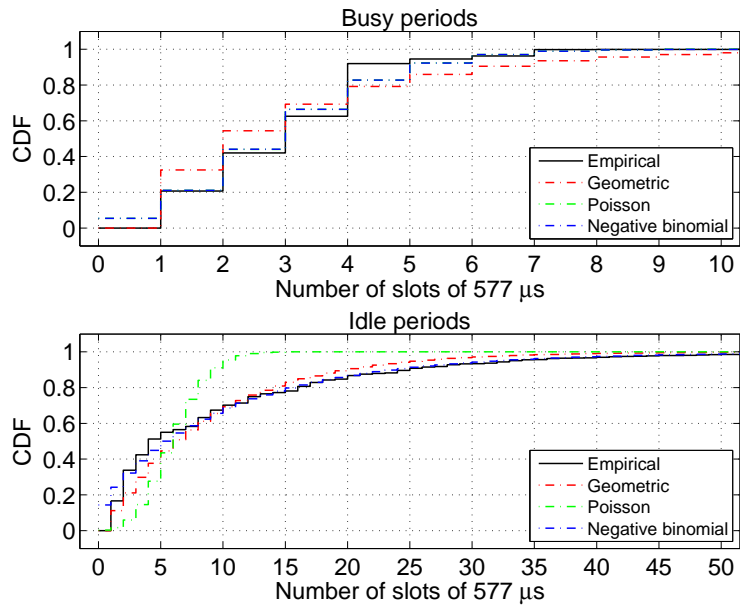 Busy periods
CDF
1
0.8
0.6
0.4
0.2
0
Empirical
Geometric
Poisson
Negative binomial
0 1 2 3 4 5 6 7 8 9 10
Number of slots of 577 μs
Idle periods
CDF
1
0.8
0.6
0.4
0.2
0
Empirical
Geometric
Poisson
Negative binomial
0 5 10 15 20 25 30 35 40 45 50
Number of slots of 577 μs